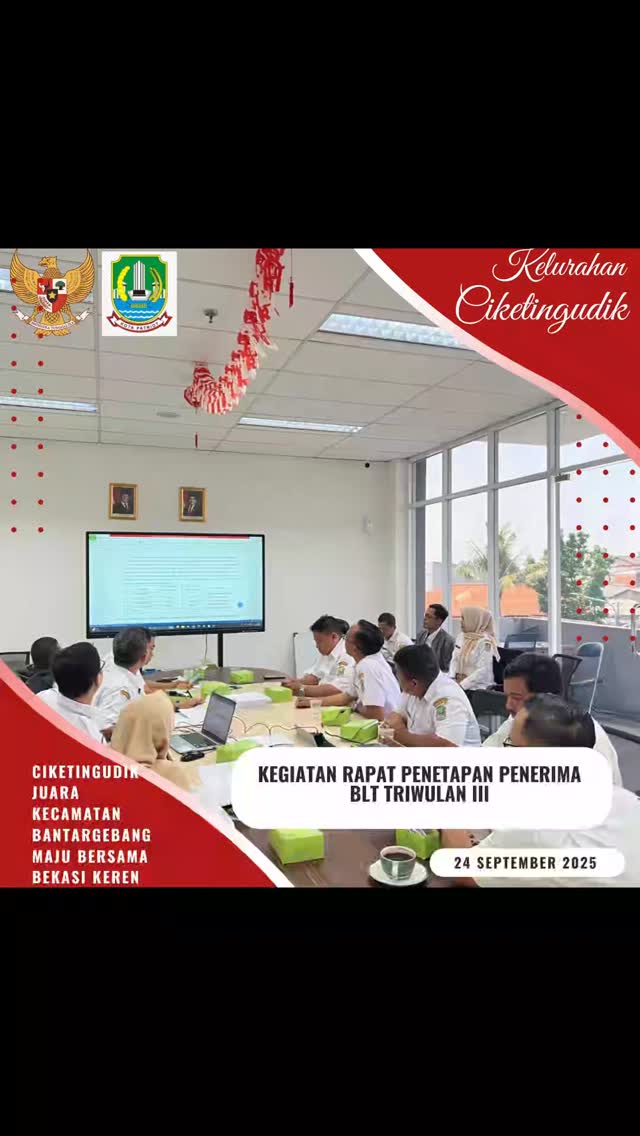 Kelurahan
Ciketingudik
KOTA PATRIOT
CIKETINGUDIK
JUARA
KECAMATAN
BANTARGEBANG
MAJU BERSAMA
BEKASI KEREN
KEGIATAN RAPAT PENETAPAN PENERIMA
BLT TRIWULAN III
24 SEPTEMBER 2025